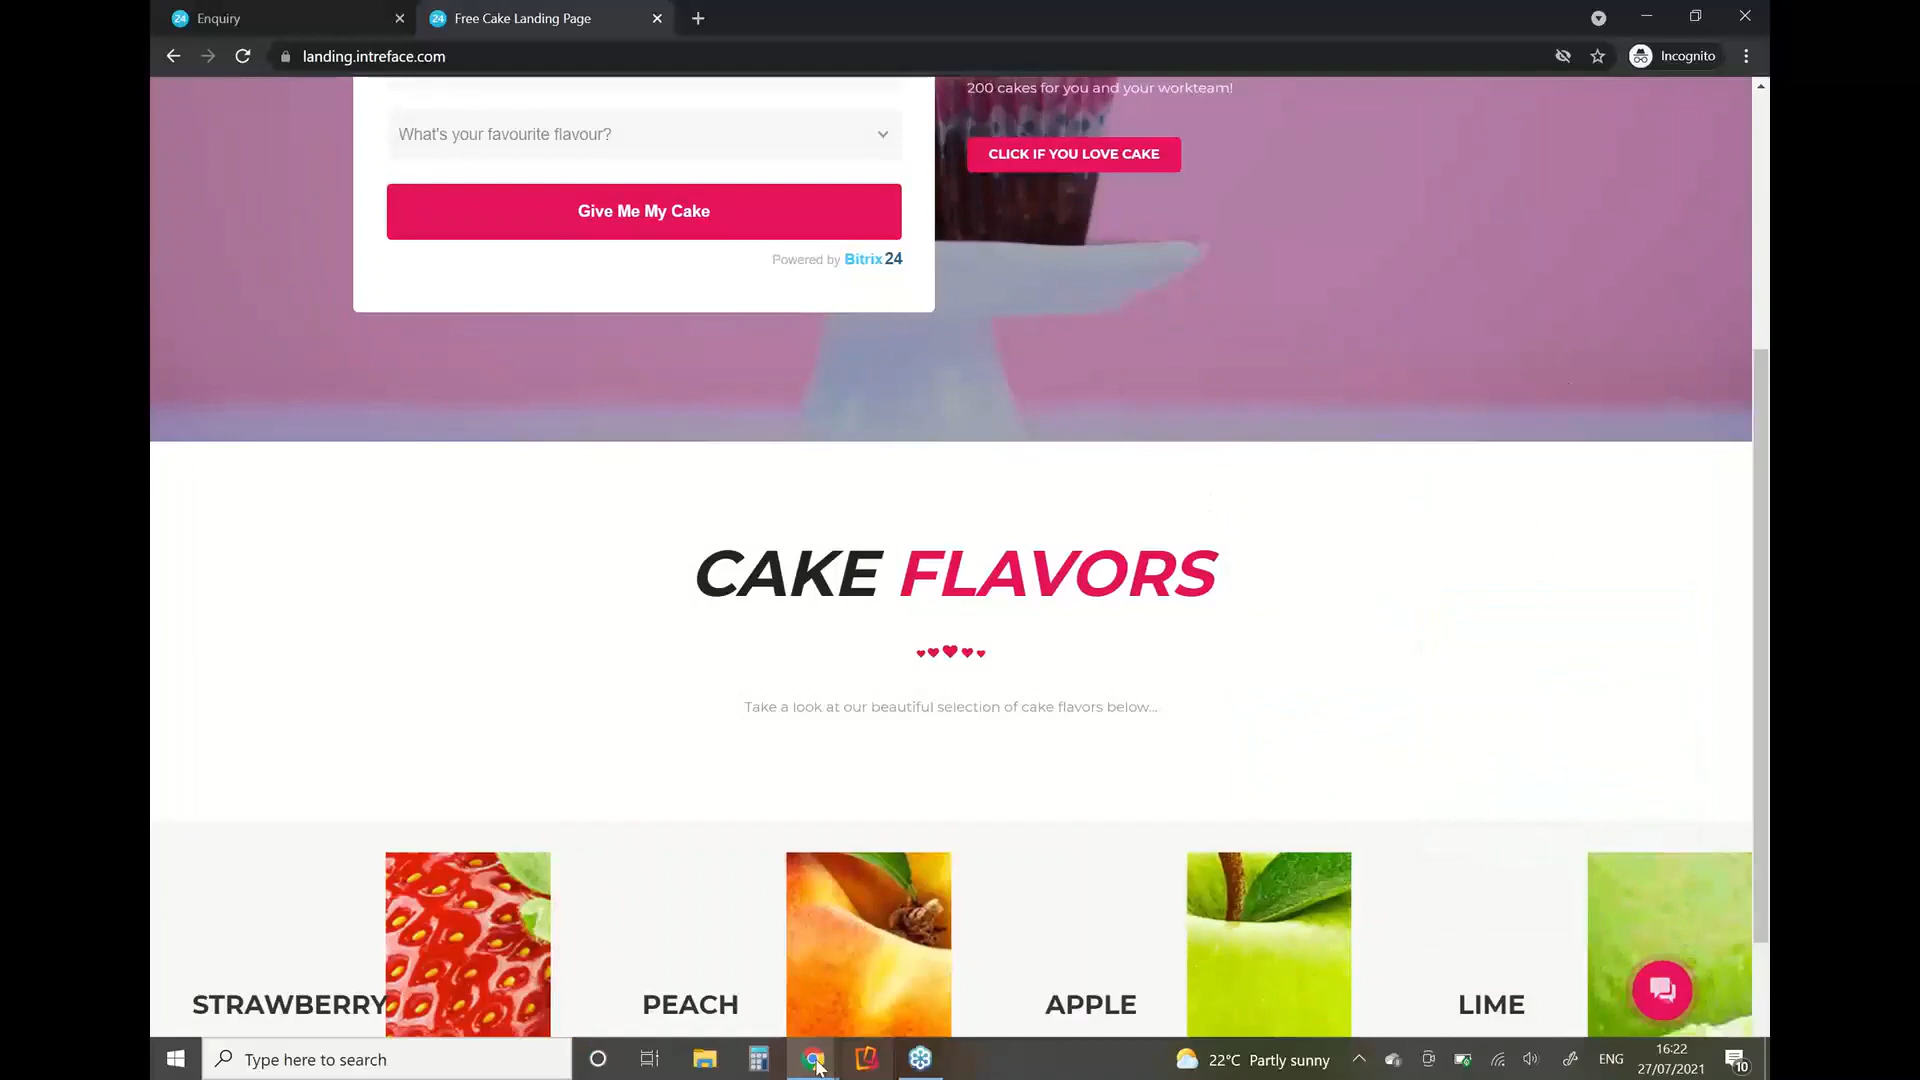 Enquiry
Free Cake Landing Page
landing.intreface.com
Incognito
200 cakes for you and your workteam!
What's your favourite flavour?
CLICK IF YOU LOVE CAKE
Give Me My Cake
Powered by Bitrix24
CAKE FLAVORS
Take a look at our beautiful selection of cake flavors below...
STRAWBERRY
PEACH
APPLE
LIME
Type here to search
22°C Partly sunny
ENG
16:22
27/07/2021
10